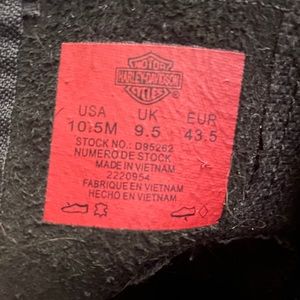 MOTOR
HARLEY-DAVIDSON
CYCLES
USA UK EUR
10.5M 9.5 43.5
STOCK NO.: D95262
NUMERO DE STOCK
MADE IN VIETNAM
2220954
FABRIQUE EN VIETNAM
HECHO EN VIETNAM